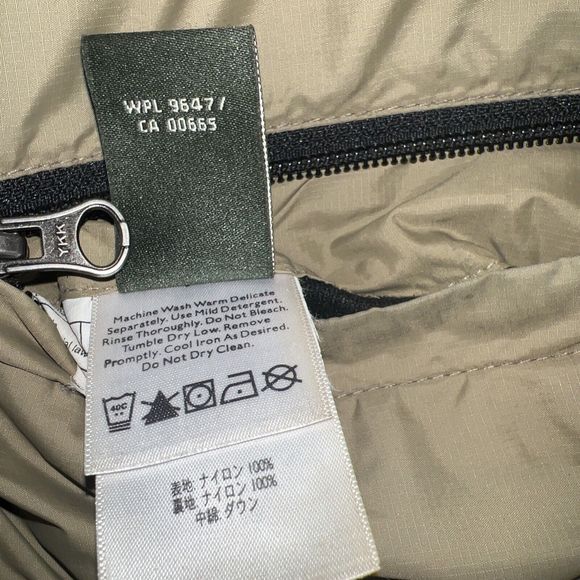 WPL 9647/
CA 00665
YKK
Machine Wash Warm Delicate
Separately. Use Mild Detergent.
Rinse Thoroughly. Do Not Bleach.
Tumble Dry Low. Remove
Promptly. Cool Iron As Desired.
Do Not Dry Clean.
40C
表地: ナイロン 100%
裏地: ナイロン 100%
中綿: ダウン